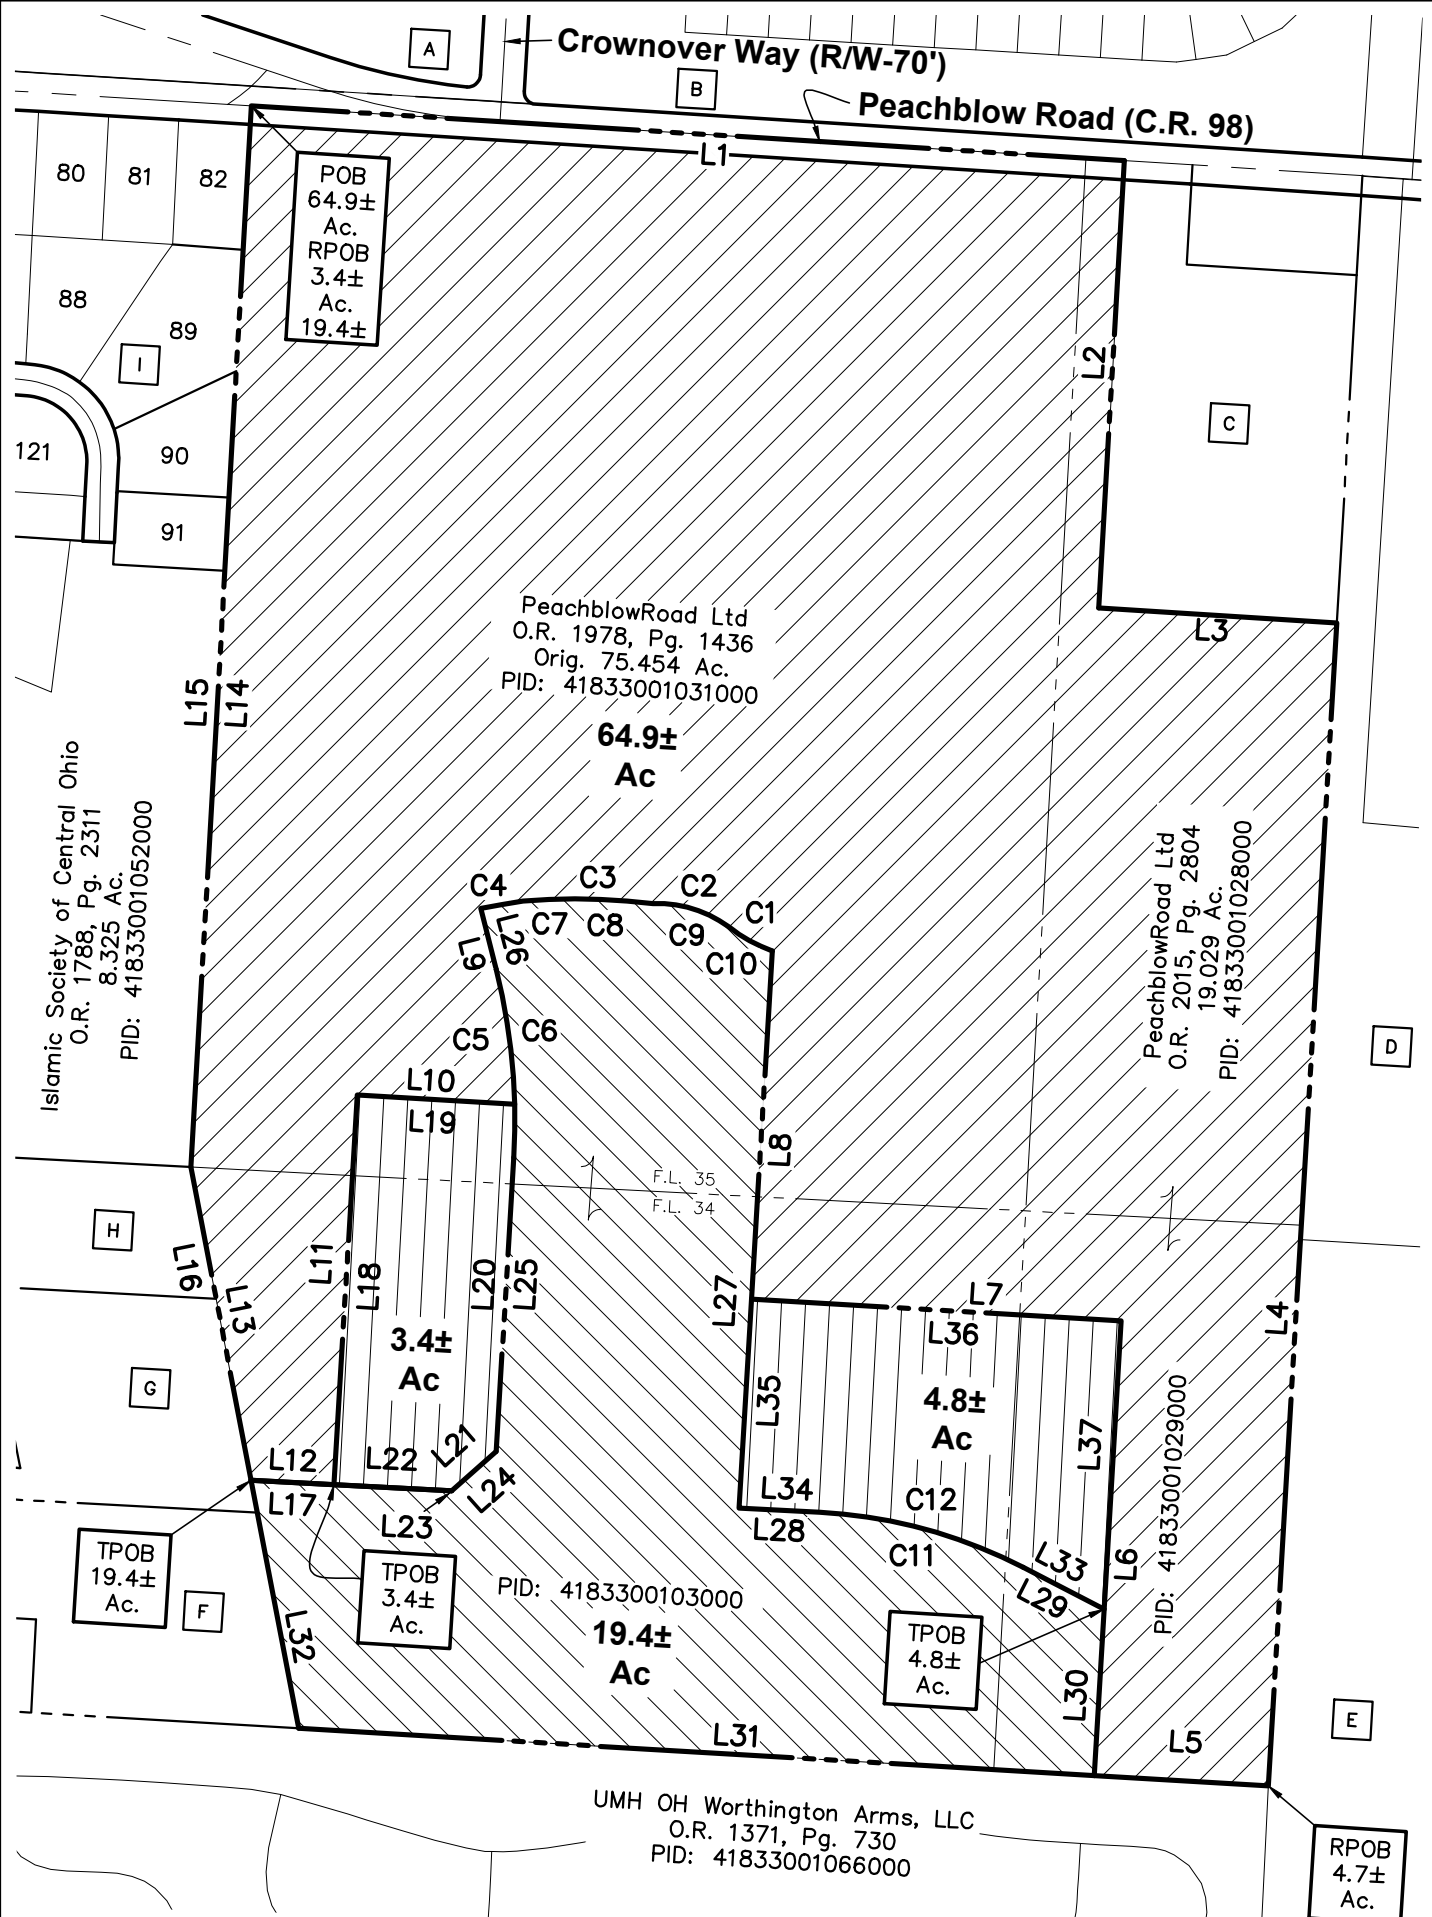 A
Crownover Way (R/W-70')
B
Peachblow Road (C.R. 98)
L1
80
81
82
POB
64.9±
Ac.
RPOB
3.4±
Ac.
19.4±
88
89
I
L2
C
121
90
91
L3
PeachblowRoad Ltd
O.R. 1978, Pg. 1436
Orig. 75.454 Ac.
PID: 41833001031000
64.9±
Ac
L15
L14
Islamic Society of Central Ohio
O.R. 1788, Pg. 2311
8.325 Ac.
PID: 41833001052000
PeachblowRoad Ltd
O.R. 2015, Pg. 2804
19.029 Ac.
PID: 41833001028000
C4
C3
C2
C1
C7
C8
C9
C10
L9
L26
C5
C6
D
L10
L19
L8
F.L. 35
F.L. 34
H
L16
L13
L11
L18
L20
L25
L27
L7
L36
L4
3.4±
Ac
G
L35
4.8±
Ac
L37
PID: 41833001029000
L12
L22
L21
L24
L17
L23
L34
L28
C12
C11
L33
L29
L6
TPOB
19.4±
Ac.
F
TPOB
3.4±
Ac.
PID: 4183300103000
19.4±
Ac
TPOB
4.8±
Ac.
L32
L30
L31
L5
E
UMH OH Worthington Arms, LLC
O.R. 1371, Pg. 730
PID: 41833001066000
RPOB
4.7±
Ac.